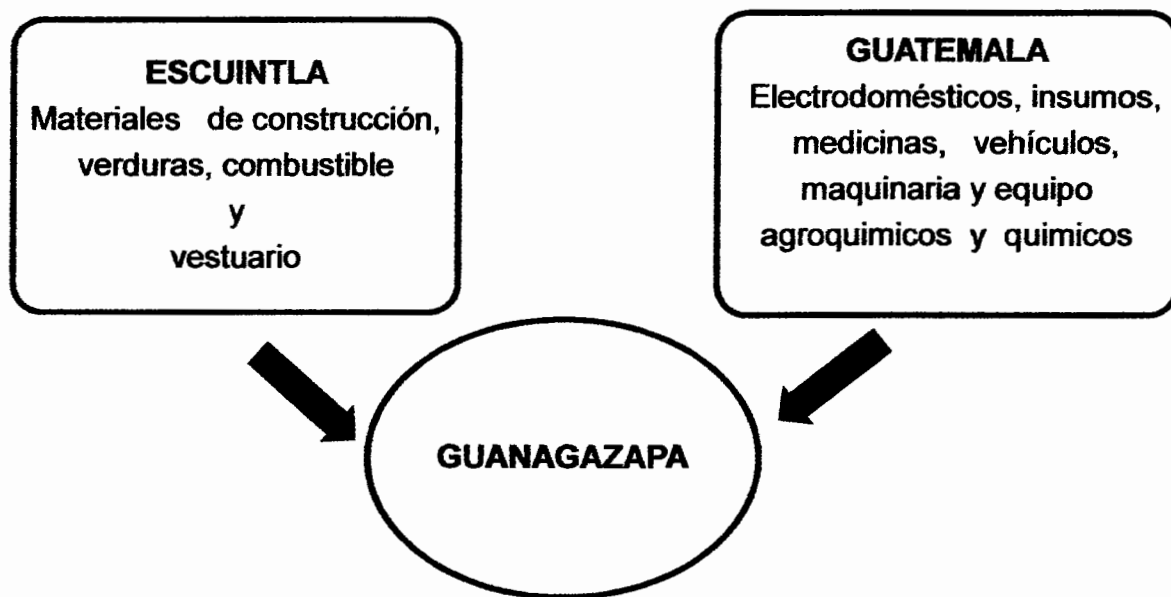 ESCUINTLA
Materiales de construcción,
verduras, combustible
y
vestuario
GUATEMALA
Electrodomésticos, insumos,
medicinas, vehículos,
maquinaria y equipo
agroquimicos y quimicos
GUANAGAZAPA